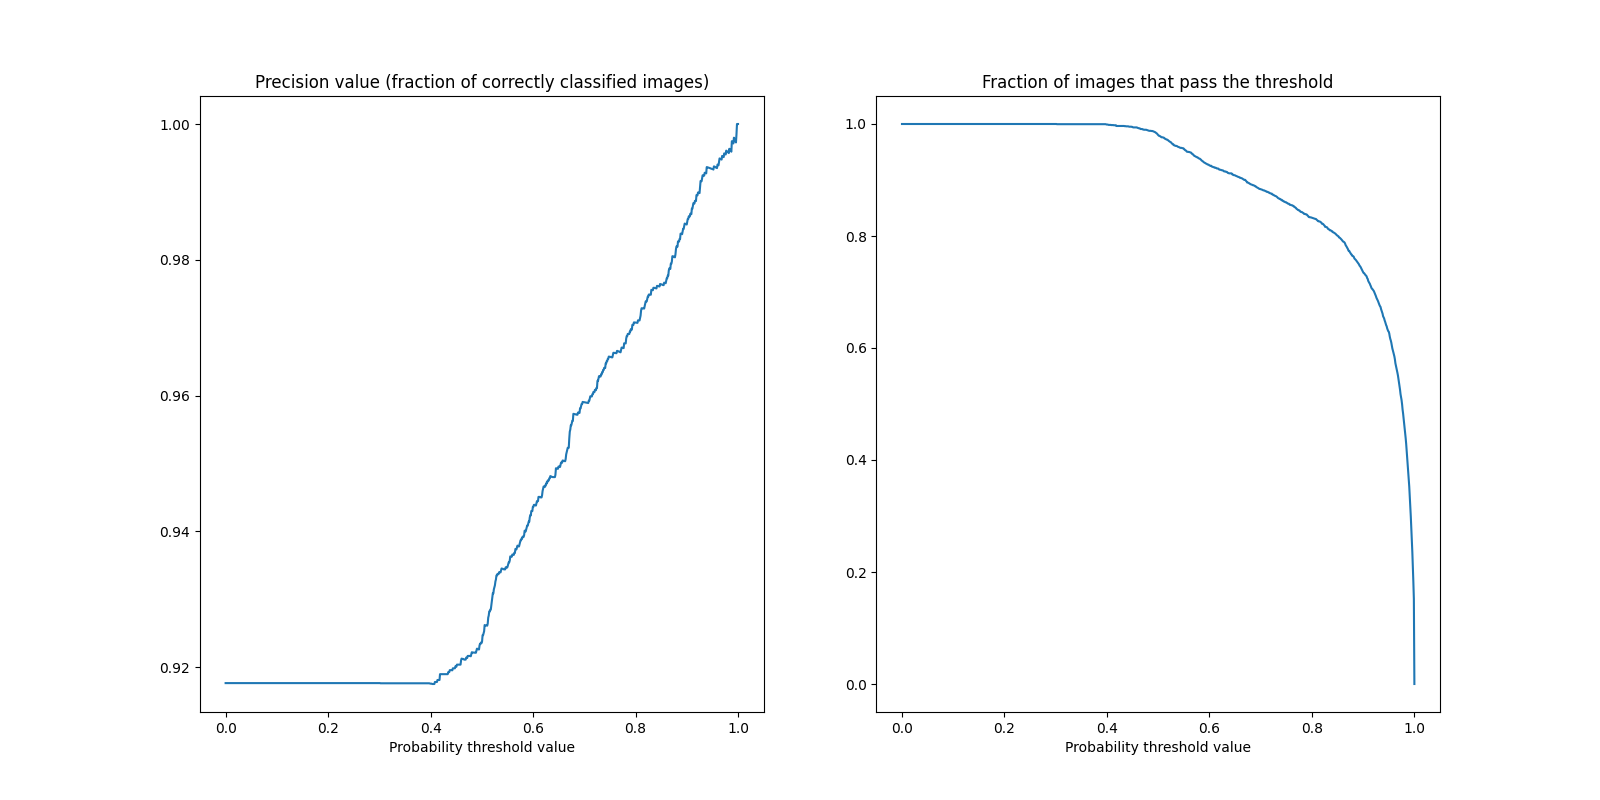 Precision value (fraction of correctly classified images)
1.00
0.98
0.96
0.94
0.92
0.0 0.2 0.4 0.6 0.8 1.0
Probability threshold value
Fraction of images that pass the threshold
1.0
0.8
0.6
0.4
0.2
0.0
0.0 0.2 0.4 0.6 0.8 1.0
Probability threshold value